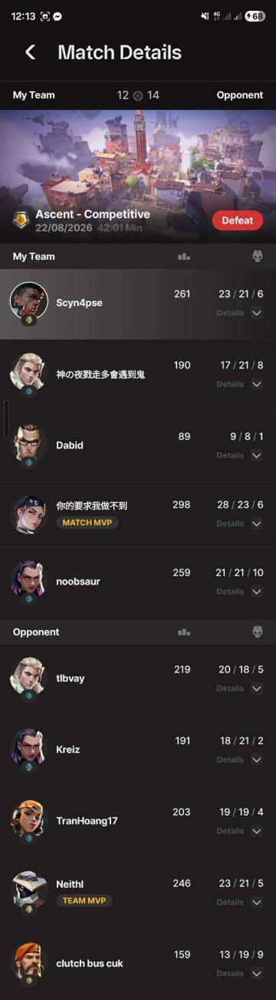 12:13
4G
68
Match Details
My Team 12 14 Opponent
Ascent - Competitive
22/08/2026 42:01 Min
Defeat
My Team
Scyn4pse 261 23 / 21 / 6
Details
神の夜戮走多會遇到鬼 190 17 / 21 / 8
Details
Dabid 89 9 / 8 / 1
Details
你的要求我做不到 298 28 / 23 / 6
MATCH MVP Details
noobsaur 259 21 / 21 / 10
Details
Opponent
tlbvay 219 20 / 18 / 5
Details
Kreiz 191 18 / 21 / 2
Details
TranHoang17 203 19 / 19 / 4
Details
Neithl 246 23 / 21 / 5
TEAM MVP Details
clutch bus cuk 159 13 / 19 / 9
Details